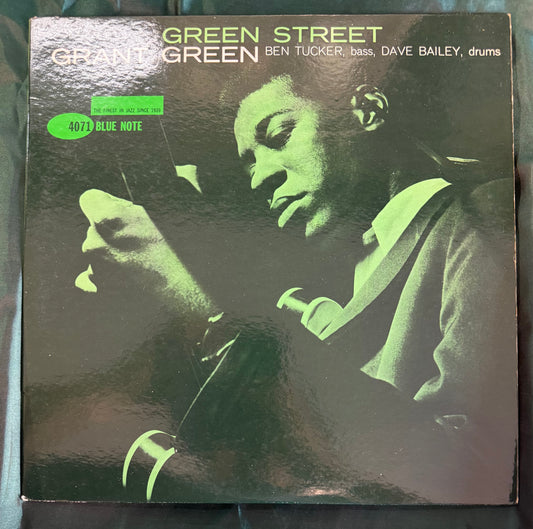 GREEN STREET
GRANT GREEN BEN TUCKER, bass, DAVE BAILEY, drums
THE FINEST IN JAZZ SINCE 1939
4071 BLUE NOTE